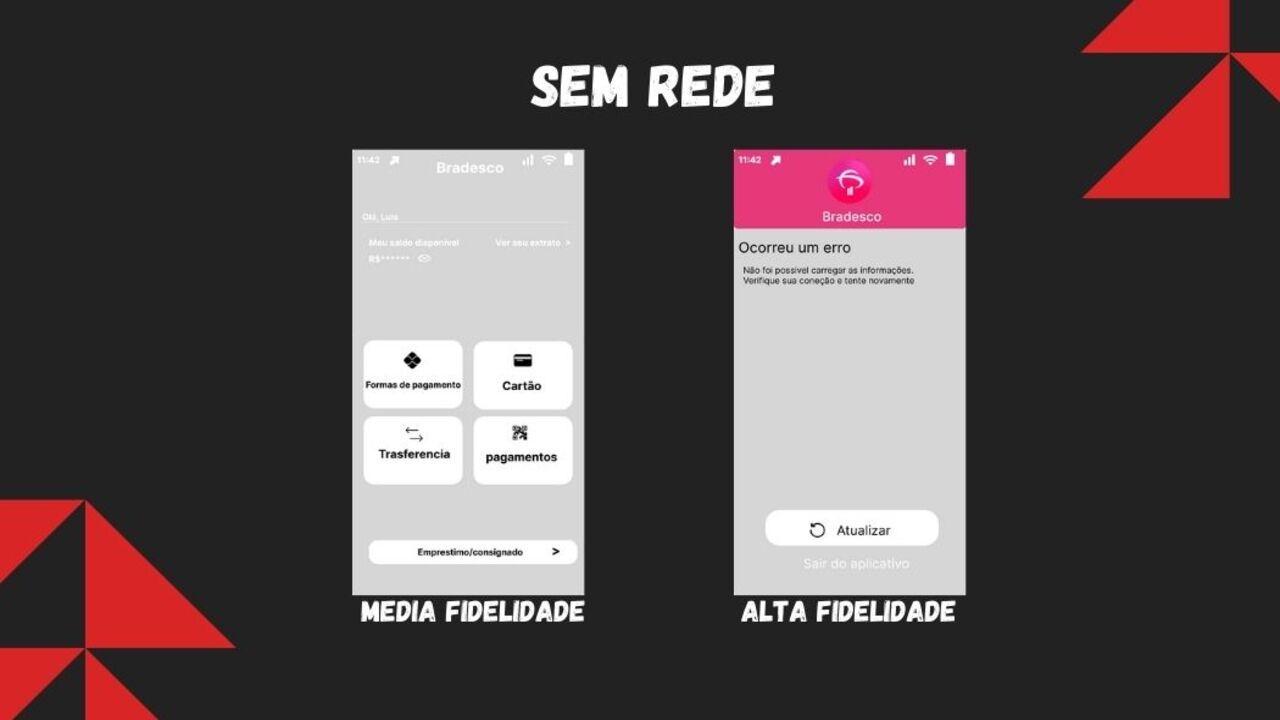 SEM REDE
11:42
Bradesco
Olá, Luis
Meu saldo disponível
Ver seu extrato >
R$******
Formas de pagamento
Cartão
Trasferencia
pagamentos
Emprestimo/consignado >
MEDIA FIDELIDADE
11:42
Bradesco
Ocorreu um erro
Não foi possivel carregar as informações.
Verifique sua coneção e tente novamente
Atualizar
Sair do aplicativo
ALTA FIDELIDADE